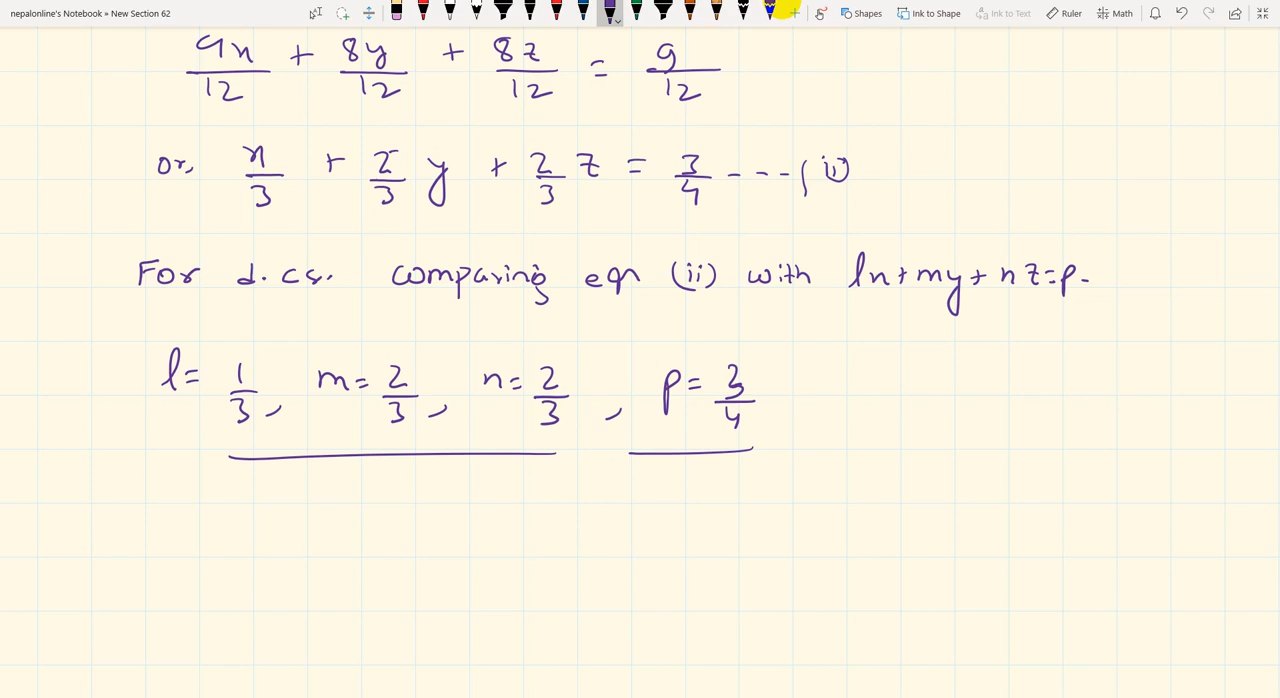 nepalonline's Notebook » New Section 62
Shapes Ink to Shape Ink to Text Ruler Math
4x/12 + 8y/12 + 8z/12 = 9/12
or, x/3 + 2/3 y + 2/3 z = 3/4 - - - (ii)
For d.cs. comparing eqn (ii) with lx+my+nz=p-
l= 1/3, m= 2/3, n= 2/3, p= 3/4